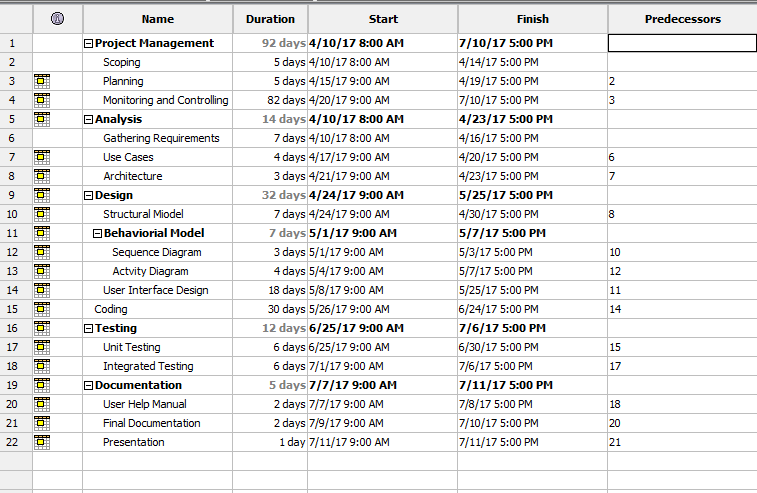 Name Duration Start Finish Predecessors
1 Project Management 92 days 4/10/17 8:00 AM 7/10/17 5:00 PM
2 Scoping 5 days 4/10/17 8:00 AM 4/14/17 5:00 PM
3 Planning 5 days 4/15/17 9:00 AM 4/19/17 5:00 PM 2
4 Monitoring and Controlling 82 days 4/20/17 9:00 AM 7/10/17 5:00 PM 3
5 Analysis 14 days 4/10/17 8:00 AM 4/23/17 5:00 PM
6 Gathering Requirements 7 days 4/10/17 8:00 AM 4/16/17 5:00 PM
7 Use Cases 4 days 4/17/17 9:00 AM 4/20/17 5:00 PM 6
8 Architecture 3 days 4/21/17 9:00 AM 4/23/17 5:00 PM 7
9 Design 32 days 4/24/17 9:00 AM 5/25/17 5:00 PM
10 Structural Miodel 7 days 4/24/17 9:00 AM 4/30/17 5:00 PM 8
11 Behaviorial Model 7 days 5/1/17 9:00 AM 5/7/17 5:00 PM
12 Sequence Diagram 3 days 5/1/17 9:00 AM 5/3/17 5:00 PM 10
13 Actvity Diagram 4 days 5/4/17 9:00 AM 5/7/17 5:00 PM 12
14 User Interface Design 18 days 5/8/17 9:00 AM 5/25/17 5:00 PM 11
15 Coding 30 days 5/26/17 9:00 AM 6/24/17 5:00 PM 14
16 Testing 12 days 6/25/17 9:00 AM 7/6/17 5:00 PM
17 Unit Testing 6 days 6/25/17 9:00 AM 6/30/17 5:00 PM 15
18 Integrated Testing 6 days 7/1/17 9:00 AM 7/6/17 5:00 PM 17
19 Documentation 5 days 7/7/17 9:00 AM 7/11/17 5:00 PM
20 User Help Manual 2 days 7/7/17 9:00 AM 7/8/17 5:00 PM 18
21 Final Documentation 2 days 7/9/17 9:00 AM 7/10/17 5:00 PM 20
22 Presentation 1 day 7/11/17 9:00 AM 7/11/17 5:00 PM 21